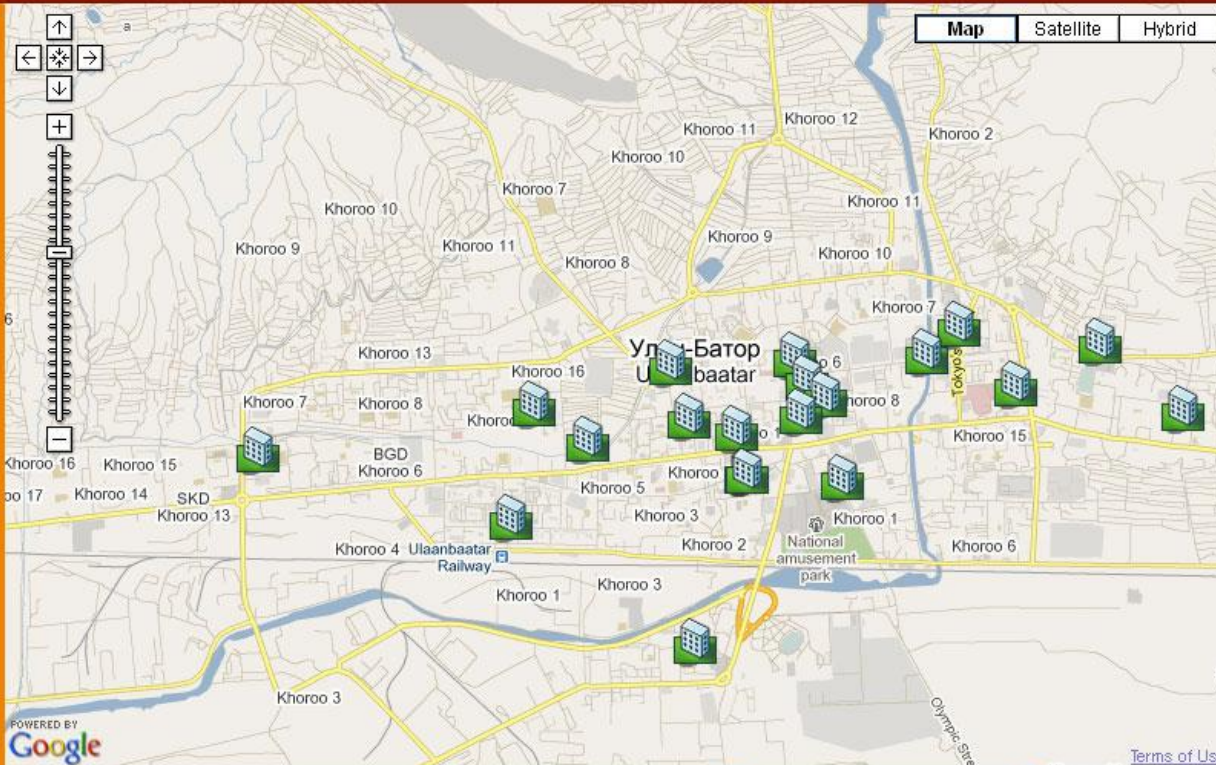 a
Map
Satellite
Hybrid
Khoroo 12
Khoroo 11
Khoroo 2
Khoroo 10
Khoroo 7
Khoroo 10
Khoroo 11
Khoroo 9
Khoroo 11
Khoroo 9
Khoroo 10
Khoroo 8
Khoroo 7
6
Khoroo 13
Khoroo 16
Ulaanbaatar
Railway
Khoroo 7
Khoroo 8
Khoroo
Khoroo 15
BGD
Khoroo 6
Khoroo 16
Khoroo 15
Khoroo
Khoroo 5
Khoroo 14
SKD
Khoroo 13
Khoroo 3
Khoroo 1
Khoroo 4
Khoroo 2
National
amusement
park
Khoroo 6
Khoroo 3
Khoroo 1
Khoroo 3
POWERED BY
Google
Terms of Us